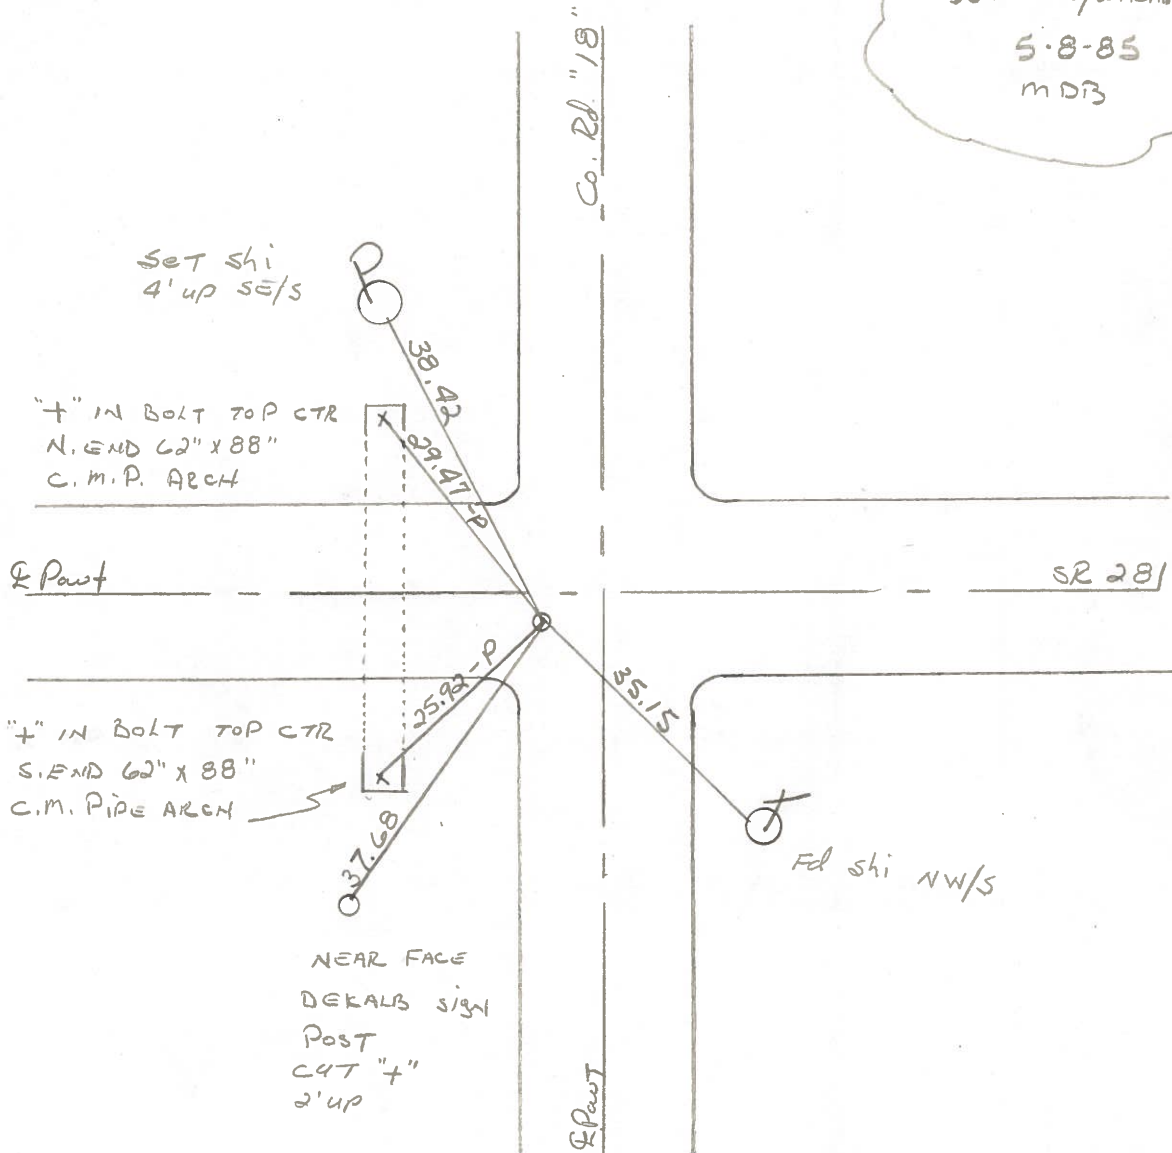 5-8-85
MDB
Co. Rd. "18"
Set shi
4' up SE/S
P
38.42
"+" IN BOLT TOP CTR
N. END 62" x 88"
C.M.P. ARCH
29.47-P
℄ Pavt
SR 281
25.92-P
35.15
"+" IN BOLT TOP CTR
S. END 62" x 88"
C.M. PIPE ARCH
37.68
T
Fd shi NW/S
NEAR FACE
DEKALB sign
POST
CUT "+"
2' up
℄ Pavt